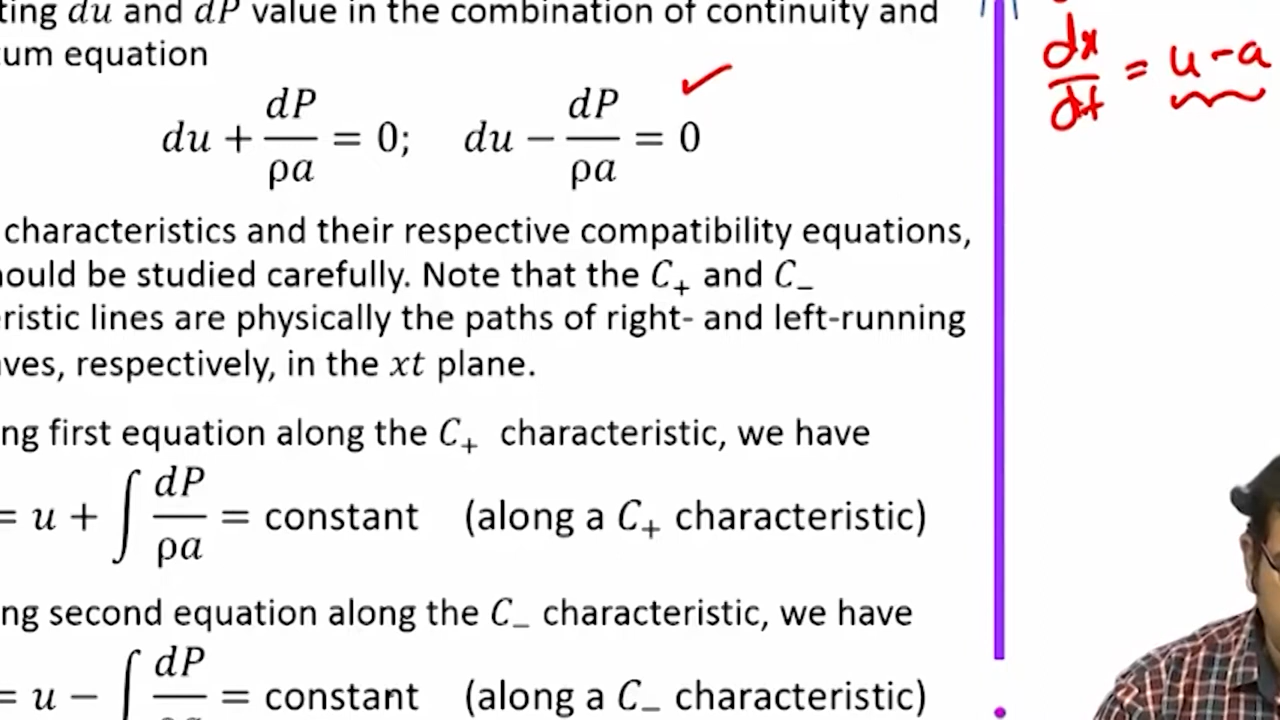 ting du and dP value in the combination of continuity and
tum equation
du + dP/ρa = 0; du − dP/ρa = 0
characteristics and their respective compatibility equations,
ould be studied carefully. Note that the C₊ and C₋
eristic lines are physically the paths of right- and left-running
aves, respectively, in the xt plane.
ng first equation along the C₊ characteristic, we have
= u + ∫ dP/ρa = constant (along a C₊ characteristic)
ng second equation along the C₋ characteristic, we have
= u − ∫ dP/ρa = constant (along a C₋ characteristic)
dx/dt = u-a